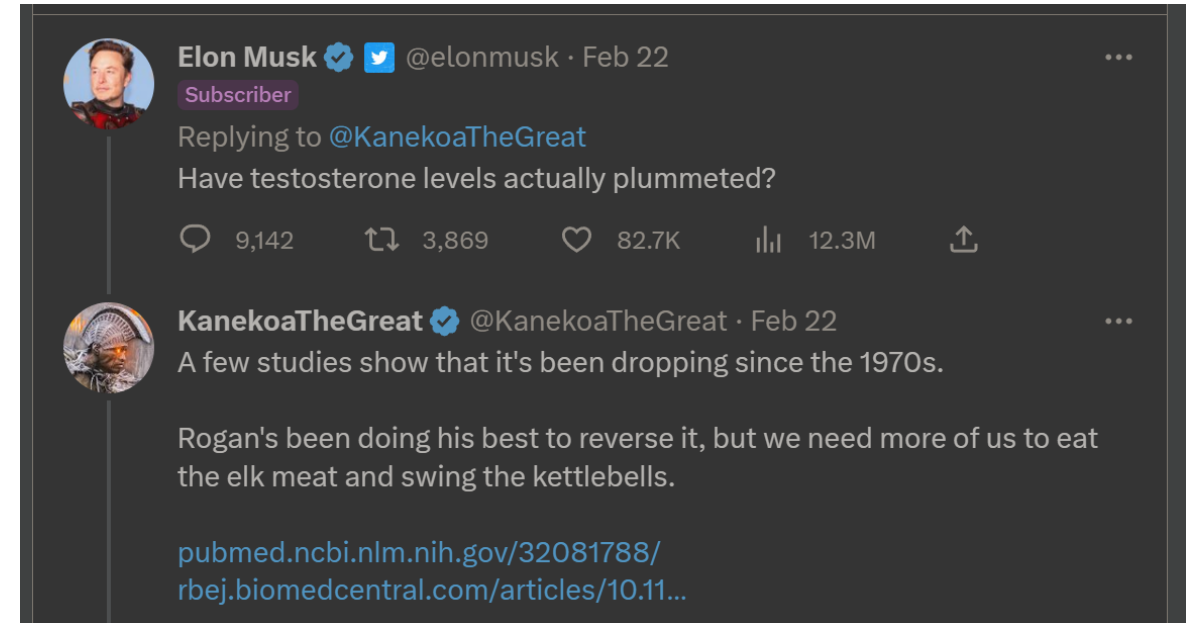 Elon Musk @elonmusk · Feb 22
Subscriber
Replying to @KanekoaTheGreat
Have testosterone levels actually plummeted?
9,142 3,869 82.7K 12.3M
KanekoaTheGreat @KanekoaTheGreat · Feb 22
A few studies show that it's been dropping since the 1970s.
Rogan's been doing his best to reverse it, but we need more of us to eat
the elk meat and swing the kettlebells.
pubmed.ncbi.nlm.nih.gov/32081788/
rbej.biomedcentral.com/articles/10.11...